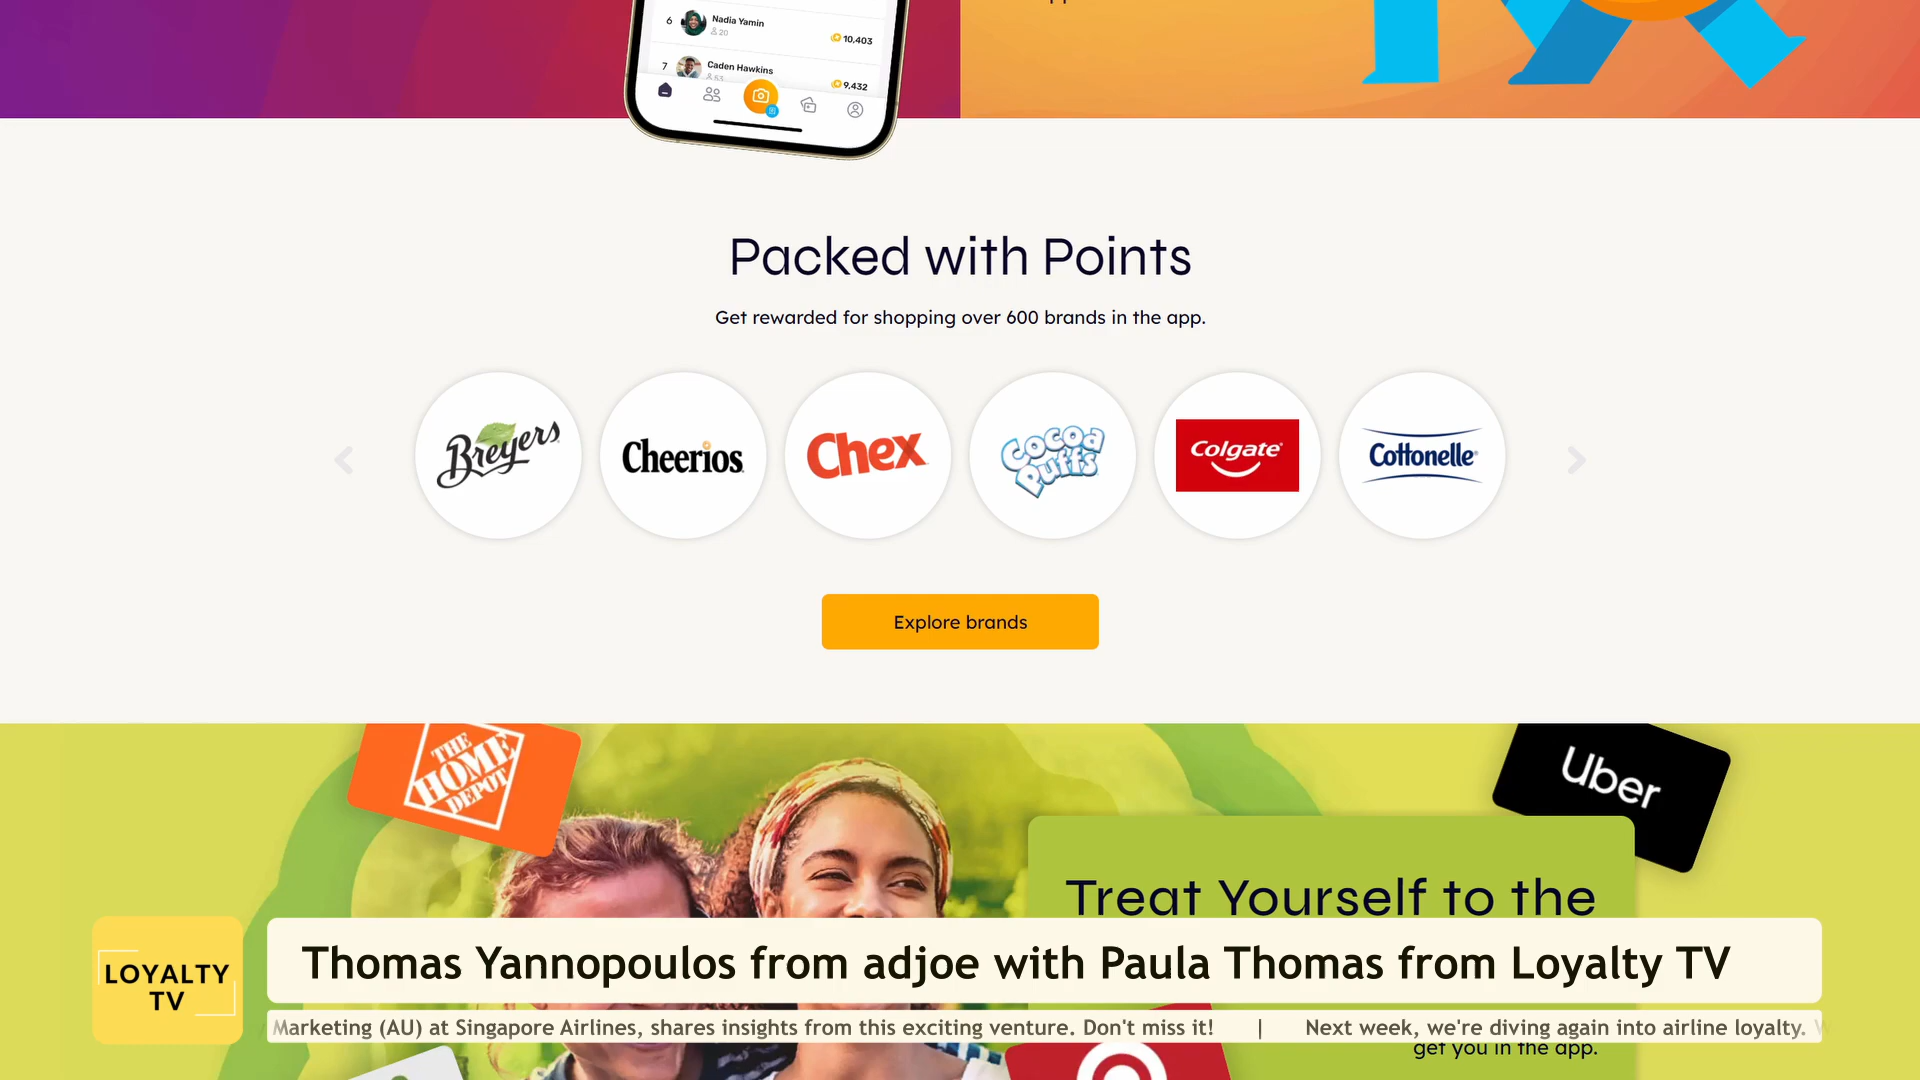 6 Nadia Yamin
20
10,403
7 Caden Hawkins
53
9,432
Packed with Points
Get rewarded for shopping over 600 brands in the app.
Breyers
Cheerios
Chex
Cocoa Puffs
Colgate
Cottonelle
Explore brands
THE HOME DEPOT
Uber
Treat Yourself to the
LOYALTY
TV
Thomas Yannopoulos from adjoe with Paula Thomas from Loyalty TV
Marketing (AU) at Singapore Airlines, shares insights from this exciting venture. Don't miss it! | Next week, we're diving again into airline loyalty.
get you in the app.